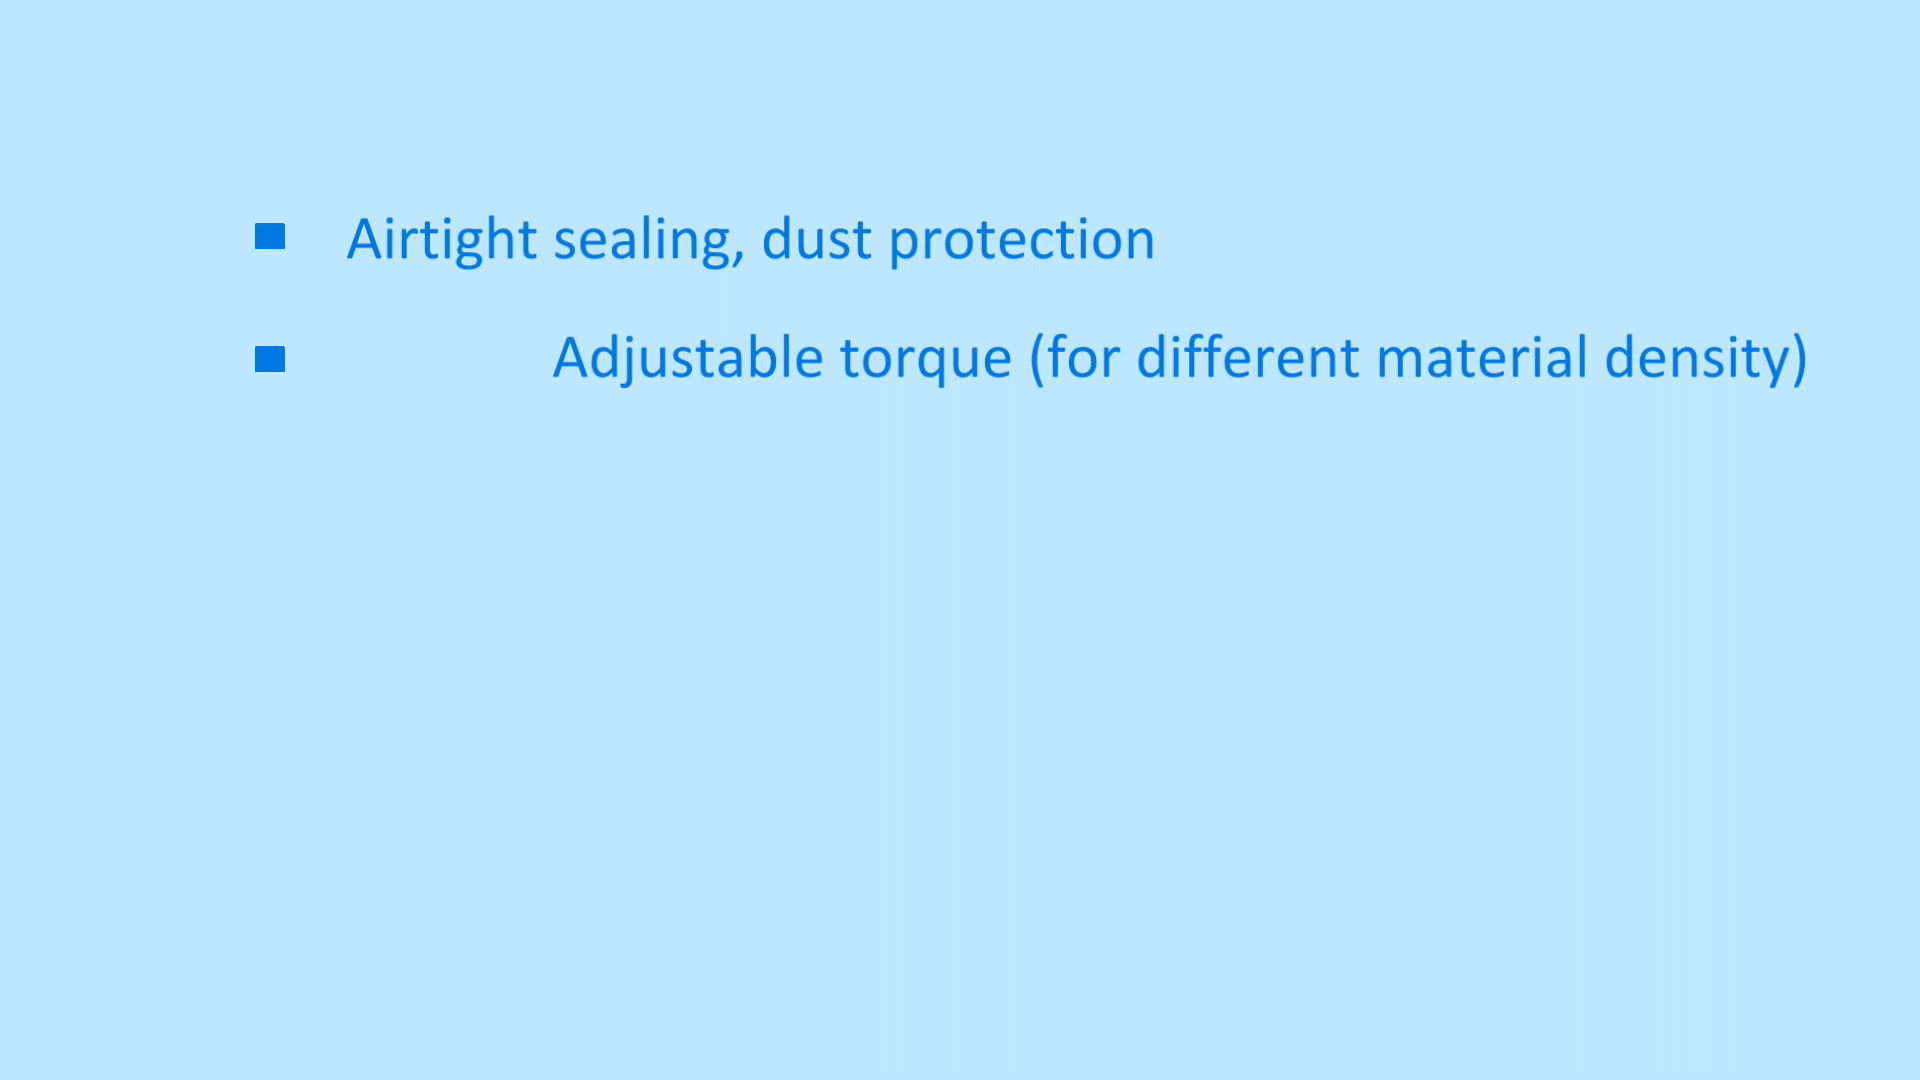 Airtight sealing, dust protection
Adjustable torque (for different material density)